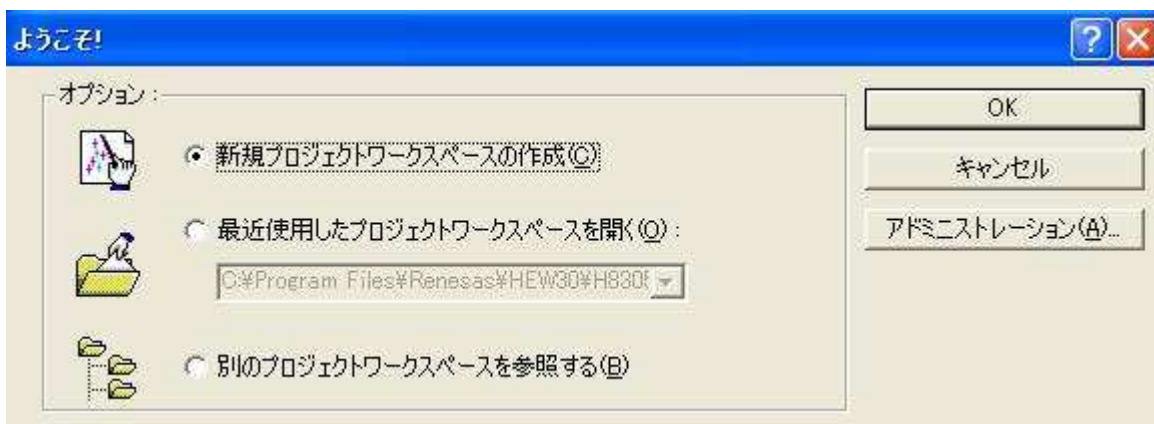 ようこそ!
オプション :
新規プロジェクトワークスペースの作成(C)
最近使用したプロジェクトワークスペースを開く(O) :
C:¥Program Files¥Renesas¥HEW30¥H830
別のプロジェクトワークスペースを参照する(B)
OK
キャンセル
アドミニストレーション(A)...